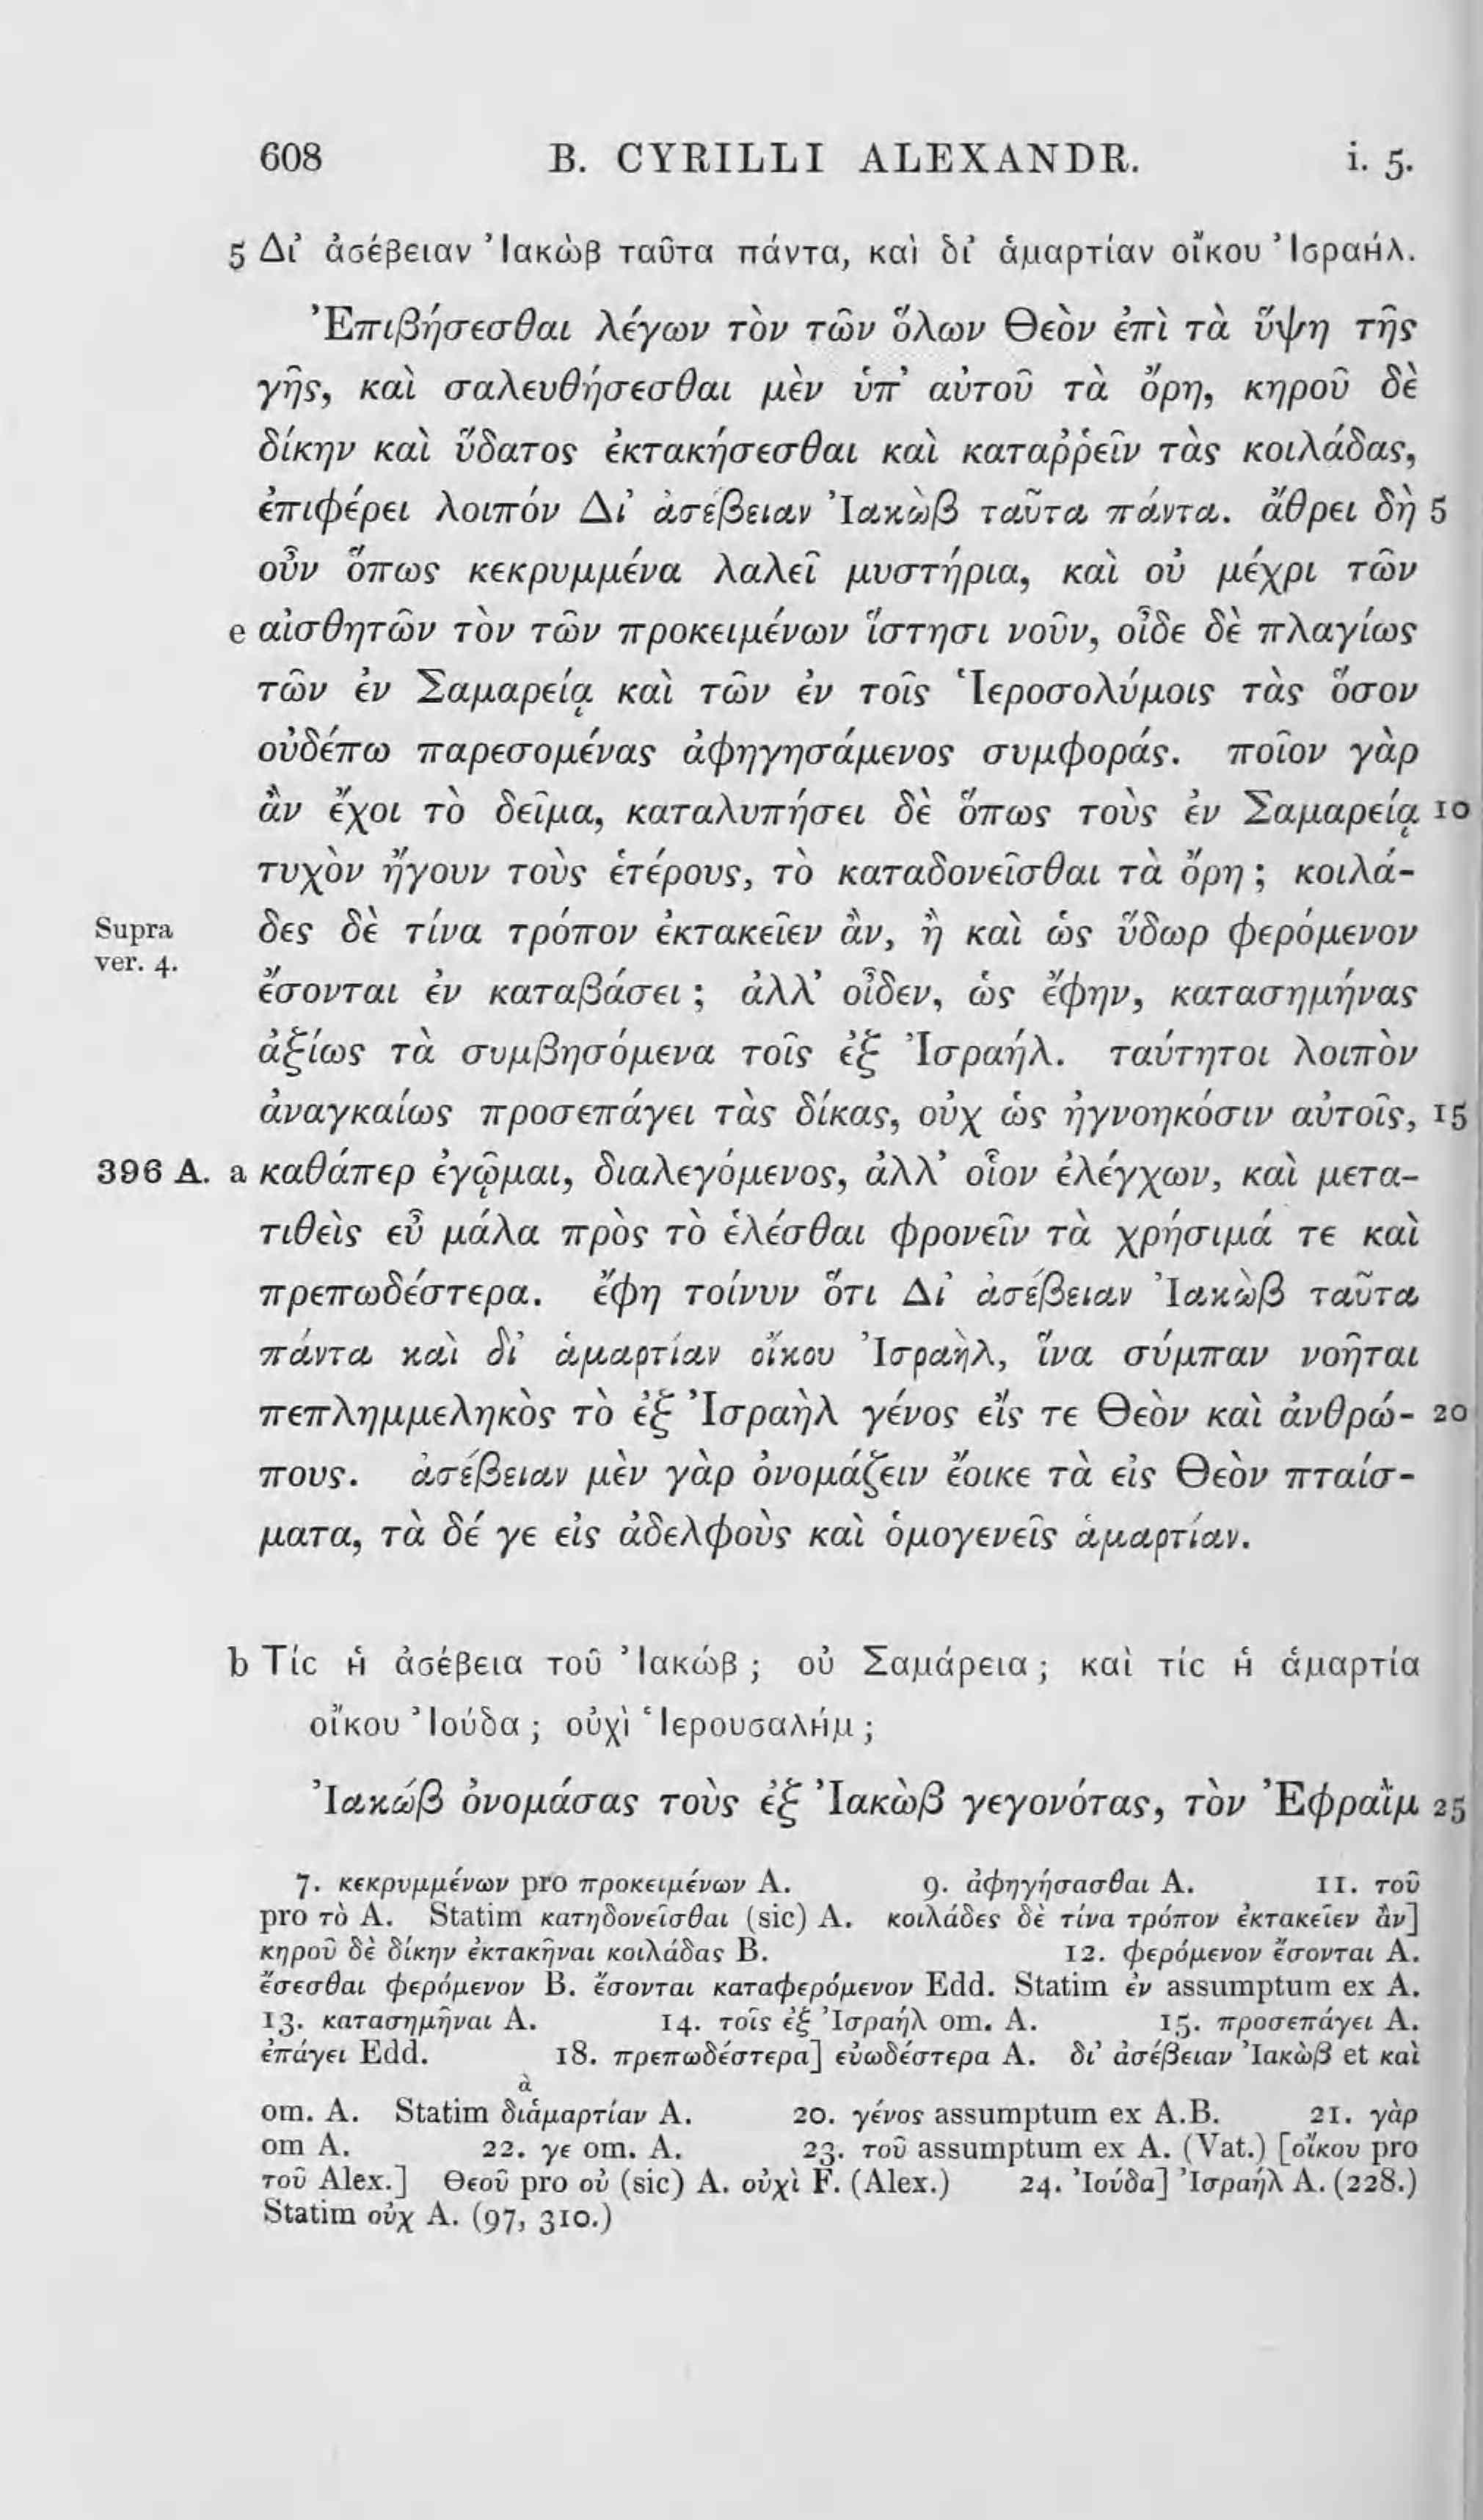 608 B. CYRILLI ALEXANDR. i. 5.
5 Δι’ ἀσέβειαν Ἰακὼβ ταῦτα πάντα, καὶ δι’ ἁμαρτίαν οἴκου Ἰσραήλ.
Ἐπιβήσεσθαι λέγων τὸν τῶν ὅλων Θεὸν ἐπὶ τὰ ὕψη τῆς
γῆς, καὶ σαλευθήσεσθαι μὲν ὑπ’ αὐτοῦ τὰ ὄρη, κηροῦ δὲ
δίκην καὶ ὕδατος ἐκτακήσεσθαι καὶ καταῤῥεῖν τὰς κοιλάδας,
ἐπιφέρει λοιπόν Δι’ ἀσέβειαν Ἰακὼβ ταῦτα πάντα. ἄθρει δὴ 5
οὖν ὅπως κεκρυμμένα λαλεῖ μυστήρια, καὶ οὐ μέχρι τῶν
e αἰσθητῶν τὸν τῶν προκειμένων ἵστησι νοῦν, οἶδε δὲ πλαγίως
τῶν ἐν Σαμαρείᾳ καὶ τῶν ἐν τοῖς Ἱεροσολύμοις τὰς ὅσον
οὐδέπω παρεσομένας ἀφηγησάμενος συμφοράς. ποῖον γὰρ
ἂν ἔχοι τὸ δεῖμα, καταλυπήσει δὲ ὅπως τοὺς ἐν Σαμαρείᾳ 10
τυχὸν ἤγουν τοὺς ἑτέρους, τὸ καταδονεῖσθαι τὰ ὄρη; κοιλά-
Supra
ver. 4.
δες δὲ τίνα τρόπον ἐκτακεῖεν ἂν, ἢ καὶ ὡς ὕδωρ φερόμενον
ἔσονται ἐν καταβάσει; ἀλλ’ οἶδεν, ὡς ἔφην, κατασημήνας
ἀξίως τὰ συμβησόμενα τοῖς ἐξ Ἰσραήλ. ταύτητοι λοιπὸν
ἀναγκαίως προσεπάγει τὰς δίκας, οὐχ ὡς ἠγνοηκόσιν αὐτοῖς, 15
396 A. a καθάπερ ἐγᾦμαι, διαλεγόμενος, ἀλλ’ οἷον ἐλέγχων, καὶ μετα-
τιθεὶς εὖ μάλα πρὸς τὸ ἑλέσθαι φρονεῖν τὰ χρήσιμά τε καὶ
πρεπωδέστερα. ἔφη τοίνυν ὅτι Δι’ ἀσέβειαν Ἰακὼβ ταῦτα
πάντα καὶ δι’ ἁμαρτίαν οἴκου Ἰσραὴλ, ἵνα σύμπαν νοῆται
πεπλημμεληκὸς τὸ ἐξ Ἰσραὴλ γένος εἴς τε Θεὸν καὶ ἀνθρώ- 20
πους. ἀσέβειαν μὲν γὰρ ὀνομάζειν ἔοικε τὰ εἰς Θεὸν πταίσ-
ματα, τὰ δέ γε εἰς ἀδελφοὺς καὶ ὁμογενεῖς ἁμαρτίαν.
b Τίς ἡ ἀσέβεια τοῦ Ἰακώβ; οὐ Σαμάρεια; καὶ τίς ἡ ἁμαρτία
οἴκου Ἰούδα; οὐχὶ Ἱερουσαλήμ;
Ἰακώβ ὀνομάσας τοὺς ἐξ Ἰακὼβ γεγονότας, τὸν Ἐφραῒμ 25
7. κεκρυμμένων pro προκειμένων A. 9. ἀφηγήσασθαι A. 11. τοῦ
pro τὸ A. Statim κατηδονεῖσθαι (sic) A. κοιλάδες δὲ τίνα τρόπον ἐκτακεῖεν ἂν]
κηροῦ δὲ δίκην ἐκτακῆναι κοιλάδας B. 12. φερόμενον ἔσονται A.
ἔσεσθαι φερόμενον B. ἔσονται καταφερόμενον Edd. Statim ἐν assumptum ex A.
13. κατασημῆναι A. 14. τοῖς ἐξ Ἰσραὴλ om. A. 15. προσεπάγει A.
ἐπάγει Edd. 18. πρεπωδέστερα] εὐωδέστερα A. δι’ ἀσέβειαν Ἰακὼβ et καὶ
ὰ
om. A. Statim διἁμαρτίαν A. 20. γένος assumptum ex A.B. 21. γὰρ
om A. 22. γε om. A. 23. τοῦ assumptum ex A. (Vat.) [οἴκου pro
τοῦ Alex.] Θεοῦ pro οὐ (sic) A. οὐχὶ F. (Alex.) 24. Ἰούδα] Ἰσραὴλ A. (228.)
Statim οὐχ A. (97, 310.)